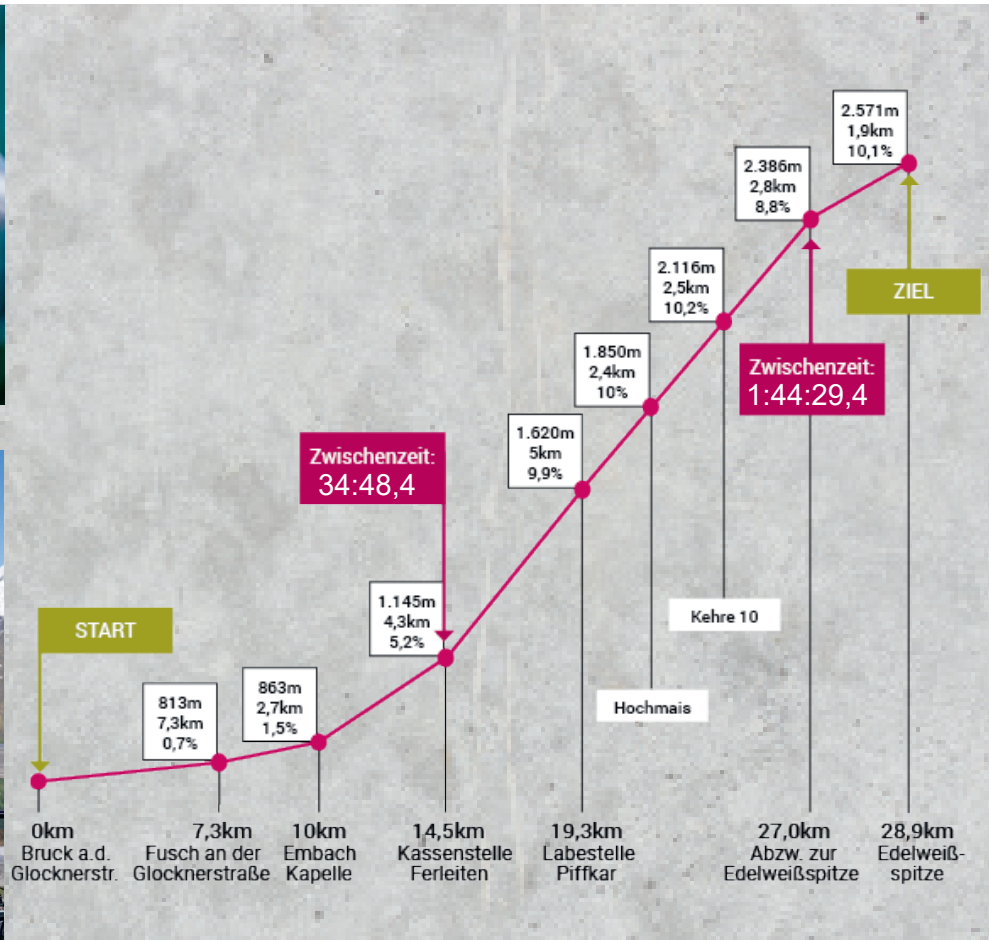 2.571m
1,9km
10,1%
2.386m
2,8km
8,8%
2.116m
2,5km
10,2%
ZIEL
1.850m
2,4km
10%
Zwischenzeit:
1:44:29,4
1.620m
5km
9,9%
Zwischenzeit:
34:48,4
1.145m
4,3km
5,2%
Kehre 10
START
863m
2,7km
1,5%
813m
7,3km
0,7%
Hochmais
0km
Bruck a.d.
Glocknerstr.
7,3km
Fusch an der
Glocknerstraße
10km
Embach
Kapelle
14,5km
Kassenstelle
Ferleiten
19,3km
Labestelle
Piffkar
27,0km
Abzw. zur
Edelweißspitze
28,9km
Edelweiß-
spitze